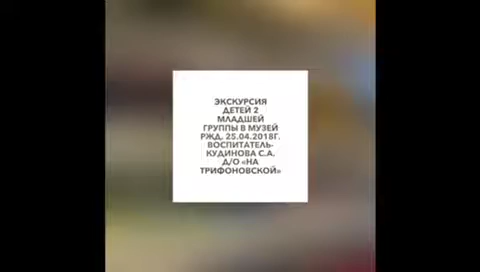 ЭКСКУРСИЯ
ДЕТЕЙ 2
МЛАДШЕЙ
ГРУППЫ В МУЗЕЙ
РЖД. 25.04.2018Г.
ВОСПИТАТЕЛЬ-
КУДИНОВА С.А.
Д/О «НА
ТРИФОНОВСКОЙ»